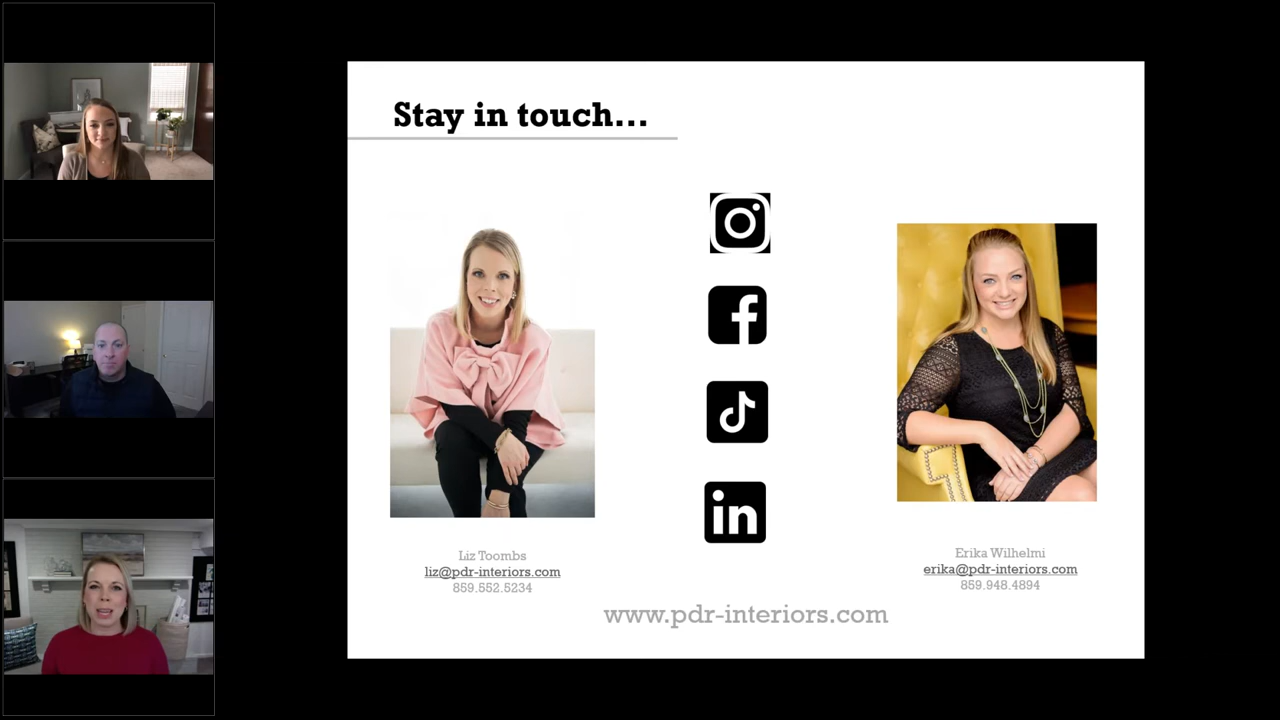 Stay in touch...
Liz Toombs
liz@pdr-interiors.com
859.552.5234
Erika Wilhelmi
erika@pdr-interiors.com
859.948.4894
www.pdr-interiors.com